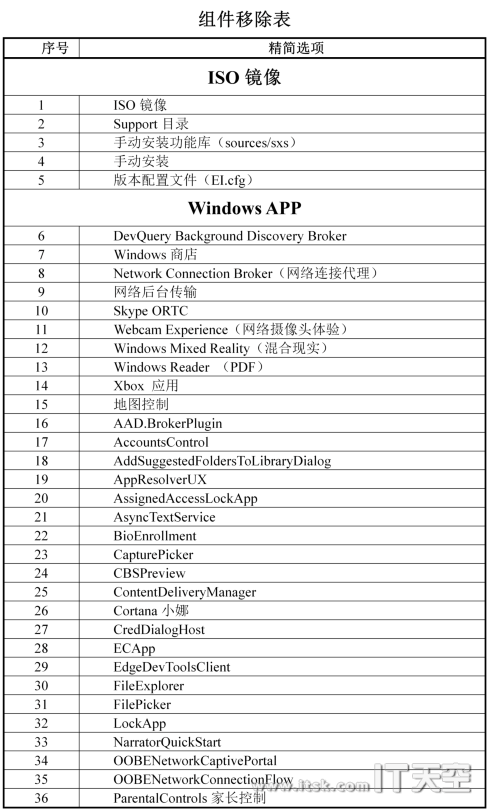 组件移除表
序号 精简选项
ISO 镜像
1 ISO 镜像
2 Support 目录
3 手动安装功能库（sources/sxs）
4 手动安装
5 版本配置文件（EI.cfg）
Windows APP
6 DevQuery Background Discovery Broker
7 Windows 商店
8 Network Connection Broker（网络连接代理）
9 网络后台传输
10 Skype ORTC
11 Webcam Experience（网络摄像头体验）
12 Windows Mixed Reality（混合现实）
13 Windows Reader （PDF）
14 Xbox 应用
15 地图控制
16 AAD.BrokerPlugin
17 AccountsControl
18 AddSuggestedFoldersToLibraryDialog
19 AppResolverUX
20 AssignedAccessLockApp
21 AsyncTextService
22 BioEnrollment
23 CapturePicker
24 CBSPreview
25 ContentDeliveryManager
26 Cortana 小娜
27 CredDialogHost
28 ECApp
29 EdgeDevToolsClient
30 FileExplorer
31 FilePicker
32 LockApp
33 NarratorQuickStart
34 OOBENetworkCaptivePortal
35 OOBENetworkConnectionFlow
36 ParentalControls 家长控制
www.itsk.com IT天空